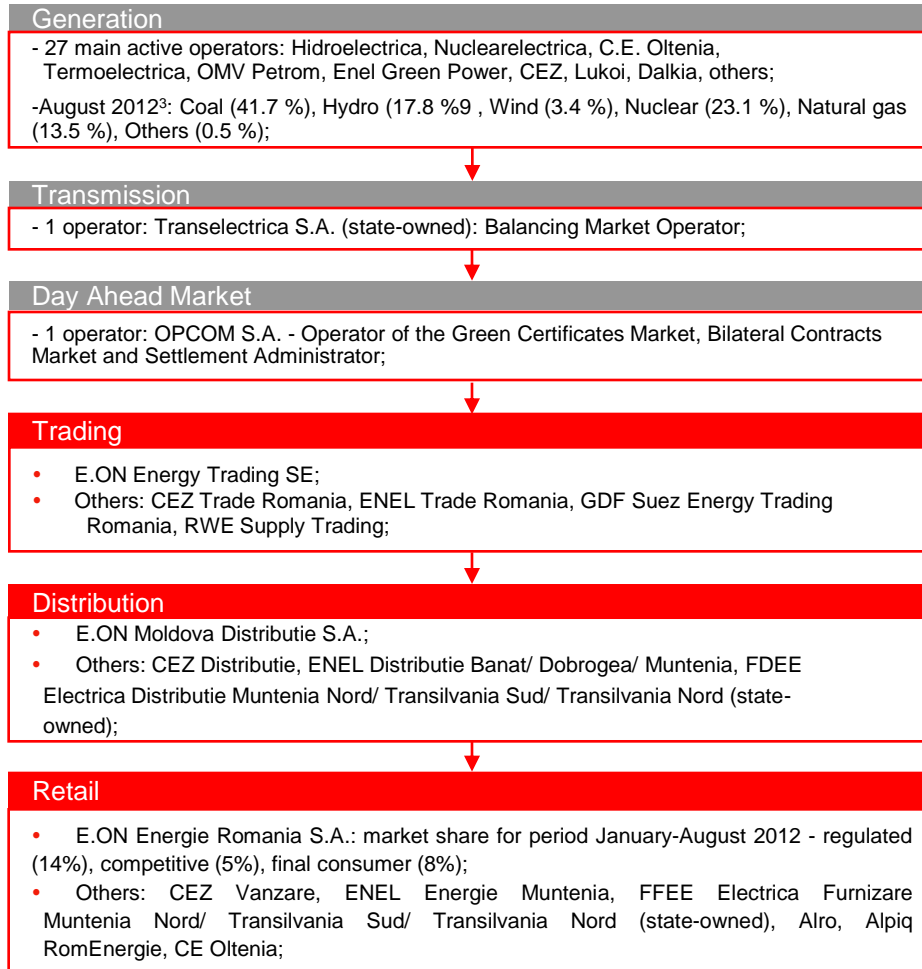 Generation
- 27 main active operators: Hidroelectrica, Nuclearelectrica, C.E. Oltenia,
Termoelectrica, OMV Petrom, Enel Green Power, CEZ, Lukoi, Dalkia, others;
-August 2012³: Coal (41.7 %), Hydro (17.8 %9 , Wind (3.4 %), Nuclear (23.1 %), Natural gas
(13.5 %), Others (0.5 %);
Transmission
- 1 operator: Transelectrica S.A. (state-owned): Balancing Market Operator;
Day Ahead Market
- 1 operator: OPCOM S.A. - Operator of the Green Certificates Market, Bilateral Contracts
Market and Settlement Administrator;
Trading
• E.ON Energy Trading SE;
• Others: CEZ Trade Romania, ENEL Trade Romania, GDF Suez Energy Trading
Romania, RWE Supply Trading;
Distribution
• E.ON Moldova Distributie S.A.;
• Others: CEZ Distributie, ENEL Distributie Banat/ Dobrogea/ Muntenia, FDEE
Electrica Distributie Muntenia Nord/ Transilvania Sud/ Transilvania Nord (state-
owned);
Retail
• E.ON Energie Romania S.A.: market share for period January-August 2012 - regulated
(14%), competitive (5%), final consumer (8%);
• Others: CEZ Vanzare, ENEL Energie Muntenia, FFEE Electrica Furnizare
Muntenia Nord/ Transilvania Sud/ Transilvania Nord (state-owned), Alro, Alpiq
RomEnergie, CE Oltenia;